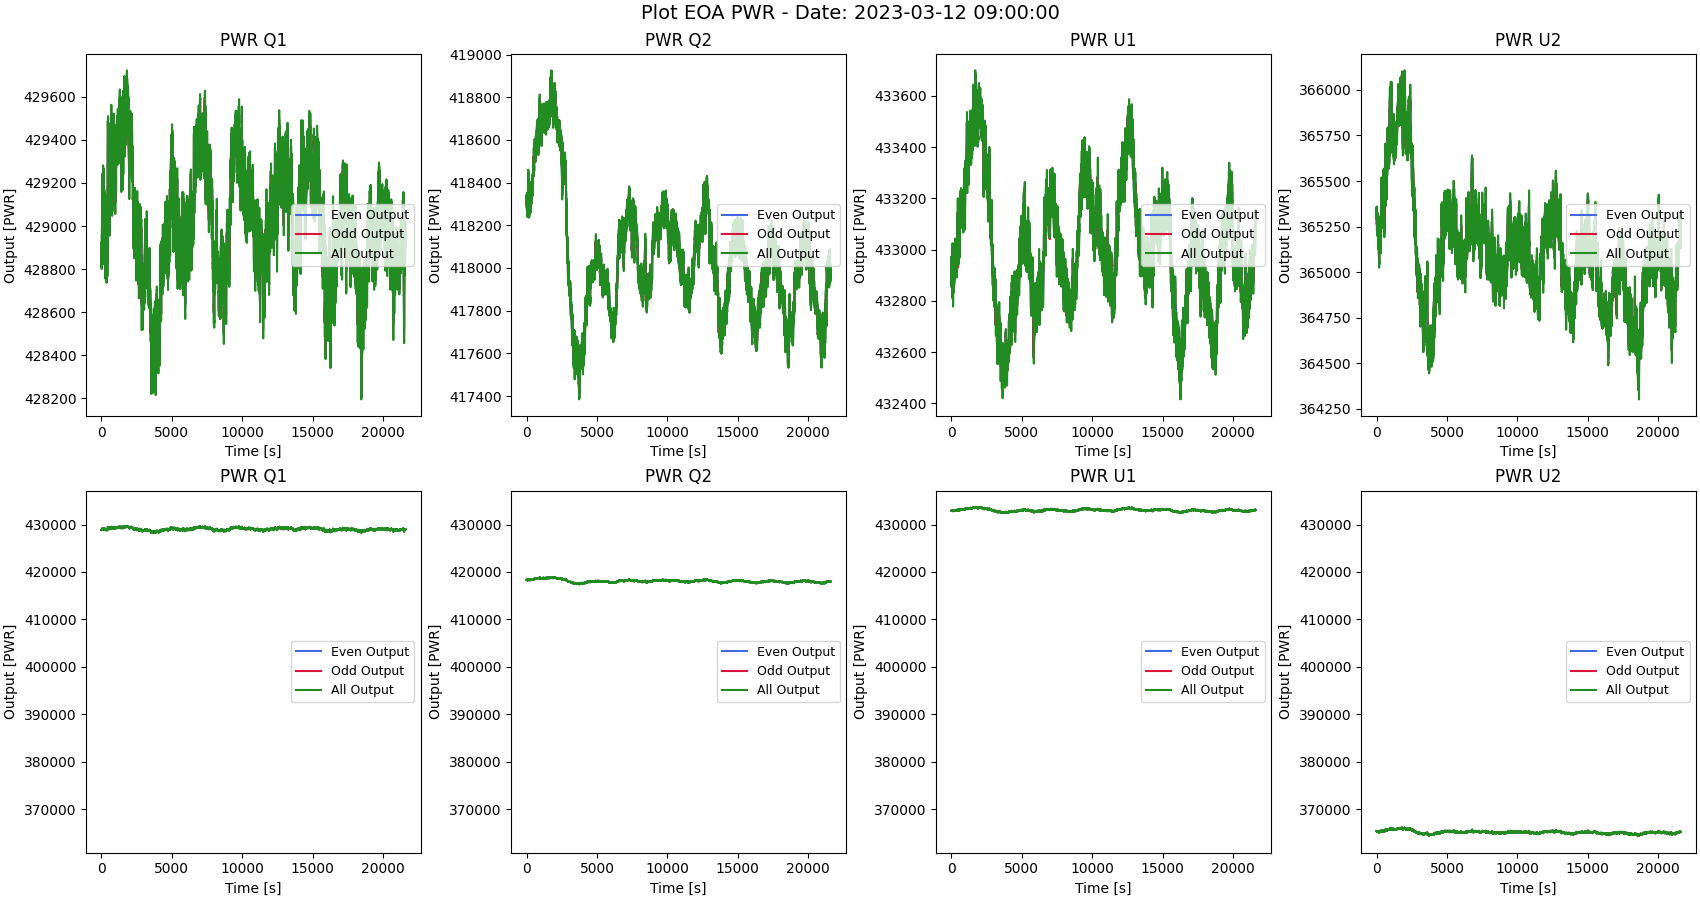 Plot EOA PWR - Date: 2023-03-12 09:00:00
PWR Q1
Output [PWR]
429600
429400
429200
429000
428800
428600
428400
428200
Even Output
Odd Output
All Output
0 5000 10000 15000 20000
Time [s]
PWR Q2
Output [PWR]
419000
418800
418600
418400
418200
418000
417800
417600
417400
Even Output
Odd Output
All Output
0 5000 10000 15000 20000
Time [s]
PWR U1
Output [PWR]
433600
433400
433200
433000
432800
432600
432400
Even Output
Odd Output
All Output
0 5000 10000 15000 20000
Time [s]
PWR U2
Output [PWR]
366000
365750
365500
365250
365000
364750
364500
364250
Even Output
Odd Output
All Output
0 5000 10000 15000 20000
Time [s]
PWR Q1
Output [PWR]
430000
420000
410000
400000
390000
380000
370000
Even Output
Odd Output
All Output
0 5000 10000 15000 20000
Time [s]
PWR Q2
Output [PWR]
430000
420000
410000
400000
390000
380000
370000
Even Output
Odd Output
All Output
0 5000 10000 15000 20000
Time [s]
PWR U1
Output [PWR]
430000
420000
410000
400000
390000
380000
370000
Even Output
Odd Output
All Output
0 5000 10000 15000 20000
Time [s]
PWR U2
Output [PWR]
430000
420000
410000
400000
390000
380000
370000
Even Output
Odd Output
All Output
0 5000 10000 15000 20000
Time [s]